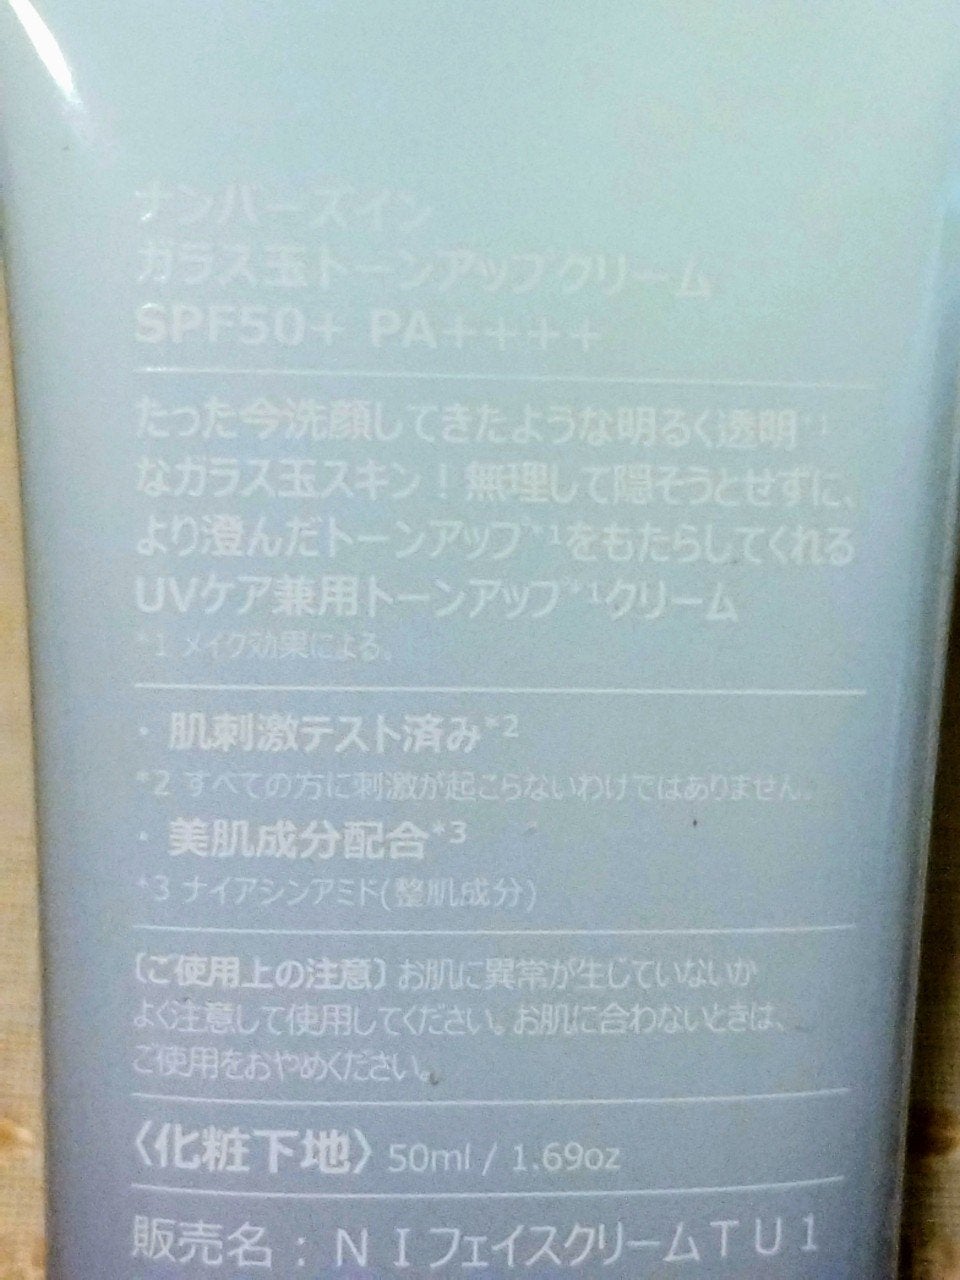 ナンバーズイン
ガラス玉トーンアップクリーム
SPF50+ PA++++
たった今洗顔してきたような明るく透明*1
なガラス玉スキン！無理して隠そうとせずに、
より澄んだトーンアップ*1をもたらしてくれる
UVケア兼用トーンアップ*1クリーム
*1 メイク効果による。
・肌刺激テスト済み*2
*2 すべての方に刺激が起こらないわけではありません。
・美肌成分配合*3
*3 ナイアシンアミド(整肌成分)
〔ご使用上の注意〕お肌に異常が生じていないか
よく注意して使用してください。お肌に合わないときは、
ご使用をおやめください。
〈化粧下地〉50ml / 1.69oz
販売名：ＮＩフェイスクリームＴＵ１